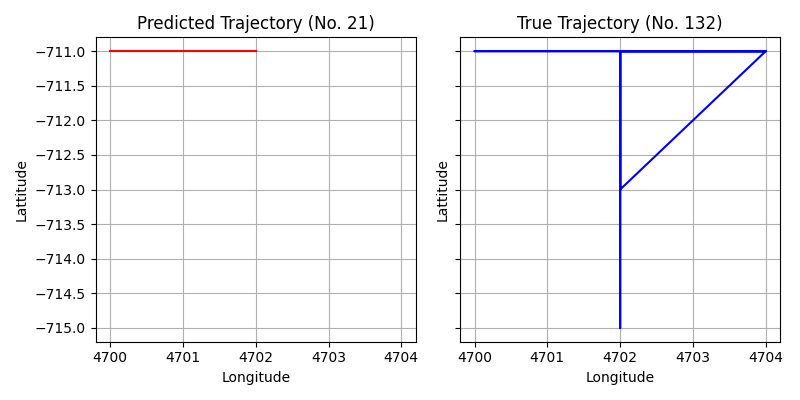 Predicted Trajectory (No. 21)
True Trajectory (No. 132)
−711.0
−711.5
−712.0
−712.5
−713.0
−713.5
−714.0
−714.5
−715.0
Lattitude
Lattitude
4700 4701 4702 4703 4704
4700 4701 4702 4703 4704
Longitude
Longitude